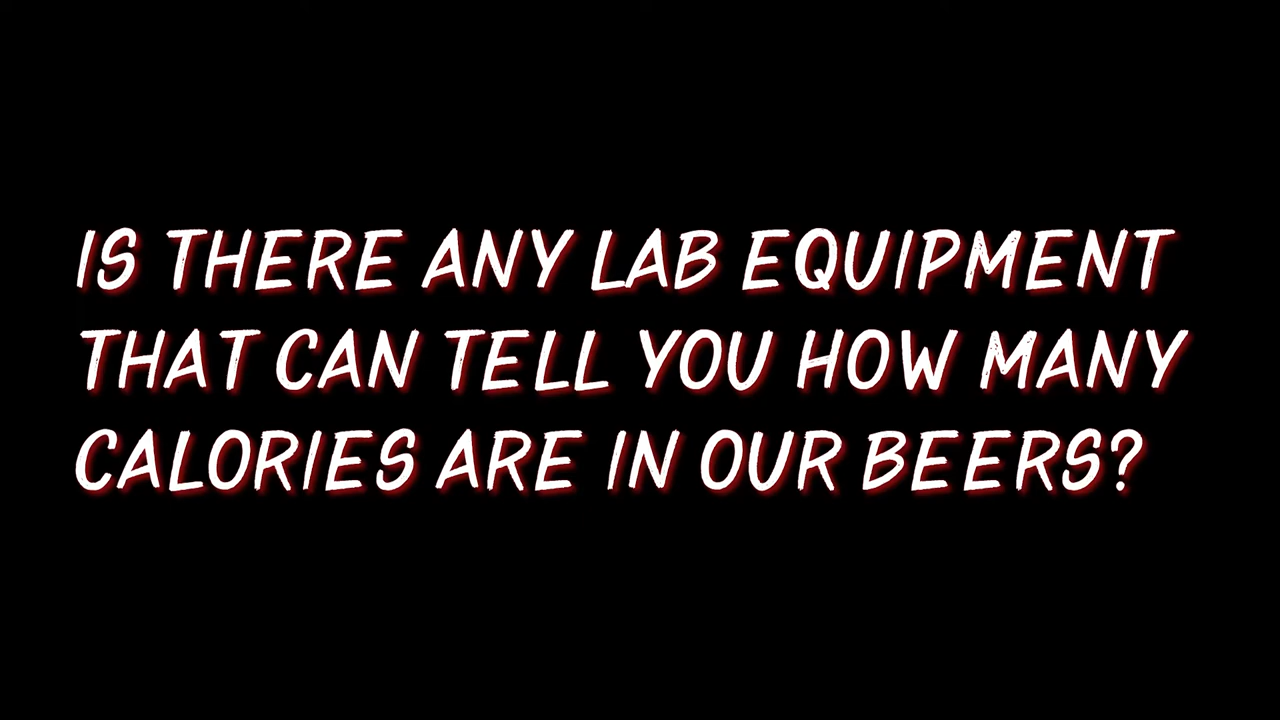 IS THERE ANY LAB EQUIPMENT
THAT CAN TELL YOU HOW MANY
CALORIES ARE IN OUR BEERS?